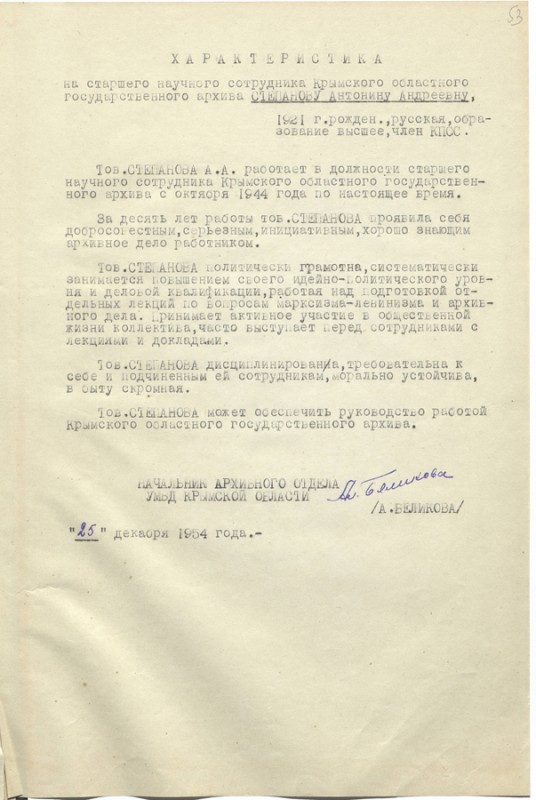 53
ХАРАКТЕРИСТИКА
на старшего научного сотрудника Крымского областного
государственного архива СТЕПАНОВУ Антонину Андреевну,
1921 г.рожден.,русская,обра-
зование высшее,член КПСС.
Тов.СТЕПАНОВА А.А. работает в должности старшего
научного сотрудника Крымского областного государствен-
ного архива с октября 1944 года по настоящее время.
За десять лет работы тов.СТЕПАНОВА проявила себя
добросовестным,серьезным,инициативным,хорошо знающим
архивное дело работником.
Тов.СТЕПАНОВА политически грамотна,систематически
занимается повышением своего идейно-политического уров-
ня и деловой квалификации,работая над подготовкой от-
дельных лекций по вопросам марксизма-ленинизма и архив-
ного дела. Принимает активное участие в общественной
жизни коллектива,часто выступает перед сотрудниками с
лекциями и докладами.
Тов.СТЕПАНОВА дисциплинирована,требовательна к
себе и подчиненным ей сотрудникам,морально устойчива,
в быту скромная.
Тов.СТЕПАНОВА может обеспечить руководство работой
Крымского областного государственного архива.
НАЧАЛЬНИК АРХИВНОГО ОТДЕЛА
УМВД КРЫМСКОЙ ОБЛАСТИ
/А.БЕЛИКОВА/
"25" декабря 1954 года.-